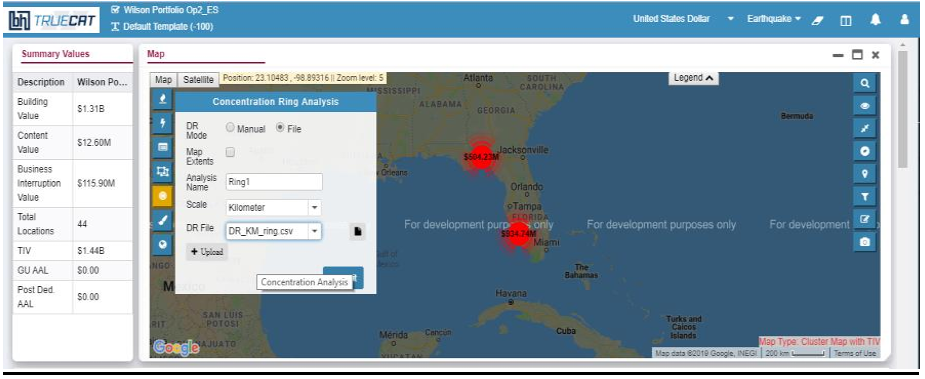 bh TRUECAT
Wilson Portfolio Op2_ES
Default Template (-100)
United States Dollar
Earthquake
Summary Values
Description Wilson Po...
Building Value $1.31B
Content Value $12.60M
Business Interruption Value $115.90M
Total Locations 44
TIV $1.44B
GU AAL $0.00
Post Ded. AAL $0.00
Map
Map Satellite
Position: 23.10483 , -98.89316 || Zoom level: 5
Legend
Concentration Ring Analysis
DR Mode Manual File
Map Extents
Analysis Name Ring1
Scale Kilometer
DR File DR_KM_ring.csv
+ Upload
Concentration Analysis
Atlanta
SOUTH CAROLINA
MISSISSIPPI
ALABAMA
GEORGIA
Bermuda
Jacksonville
$604.23M
Orleans
Orlando
Tampa
FLORIDA
For development purposes only
For development purposes only
For development
Miami
The Bahamas
Havana
SAN LUIS POTOSI
Mérida
Cancun
Cuba
Turks and Caicos Islands
Map Type: Cluster Map with TIV
Google
Map data ©2019 Google, INEGI
200 km
Terms of Use